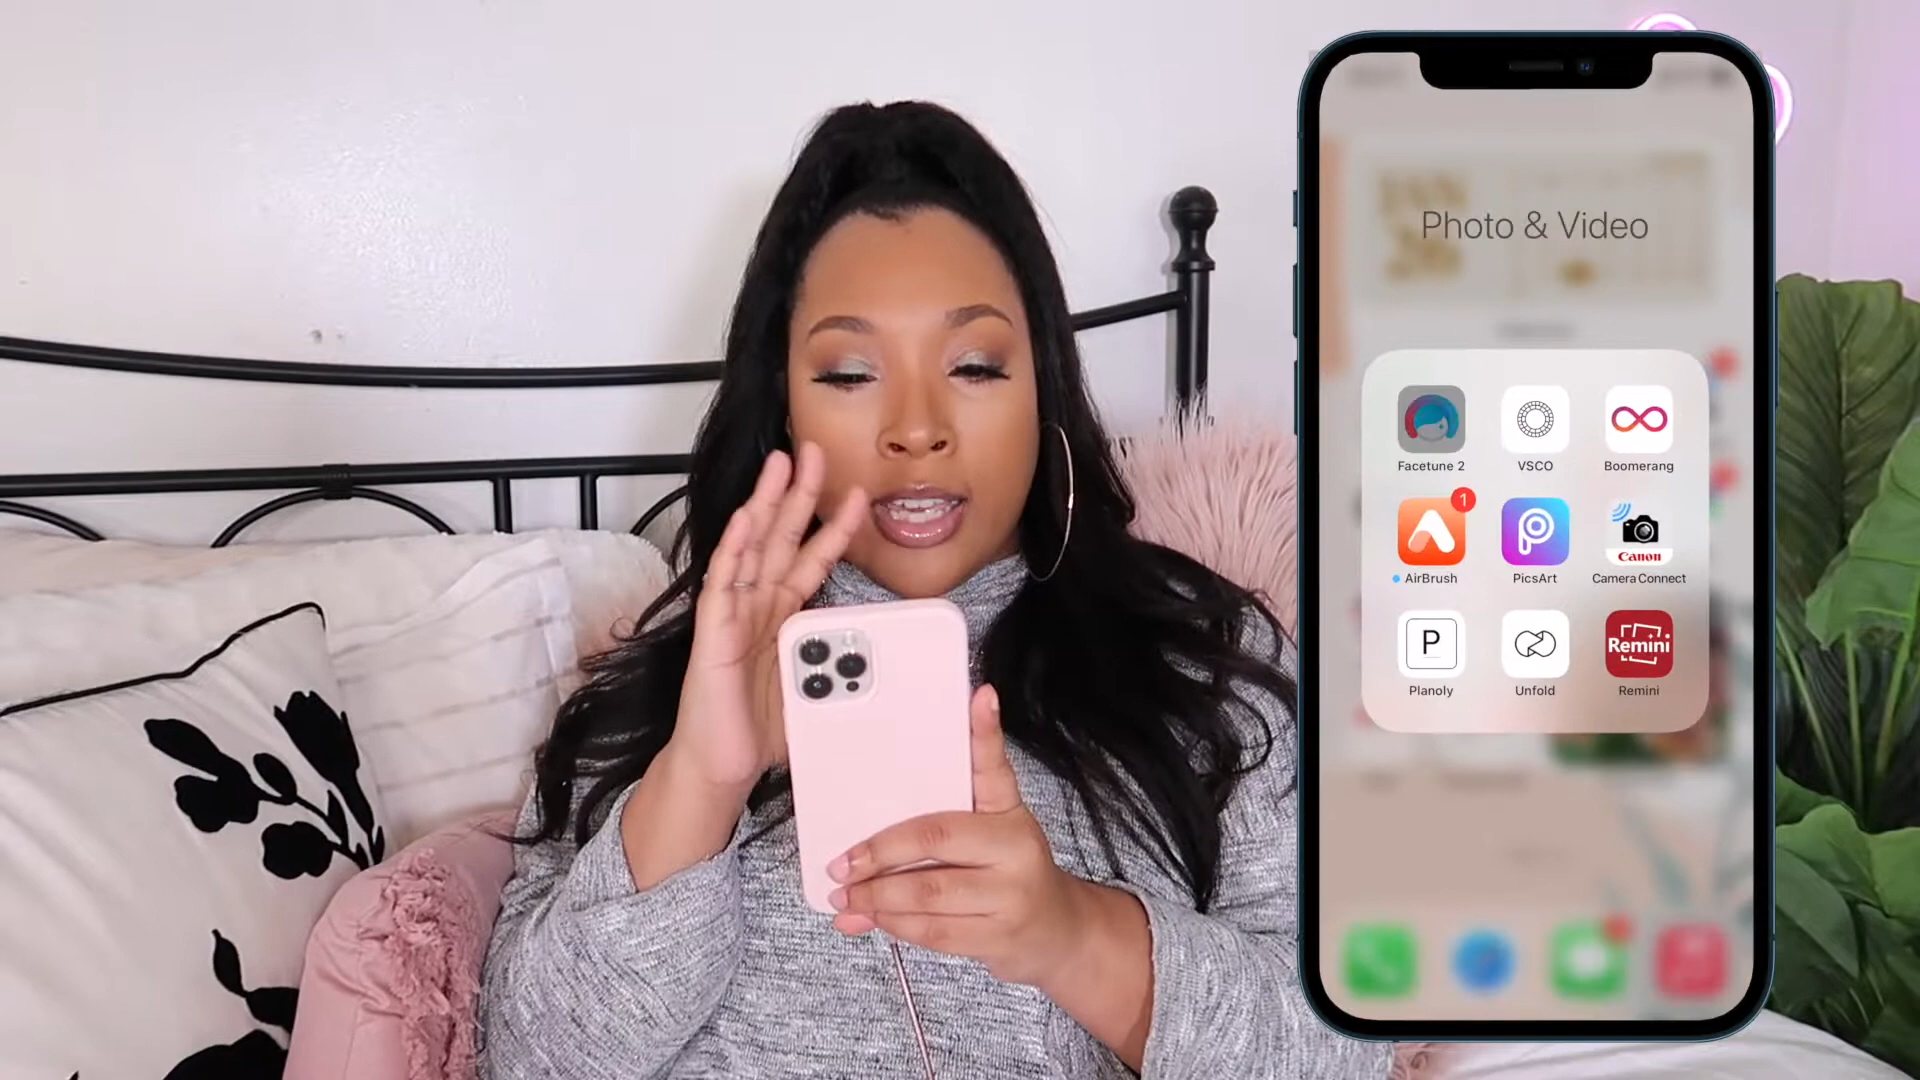 Photo & Video
Facetune 2
VSCO
Boomerang
1
AirBrush
PicsArt
Canon
Camera Connect
P
Planoly
Unfold
Remini
Remini